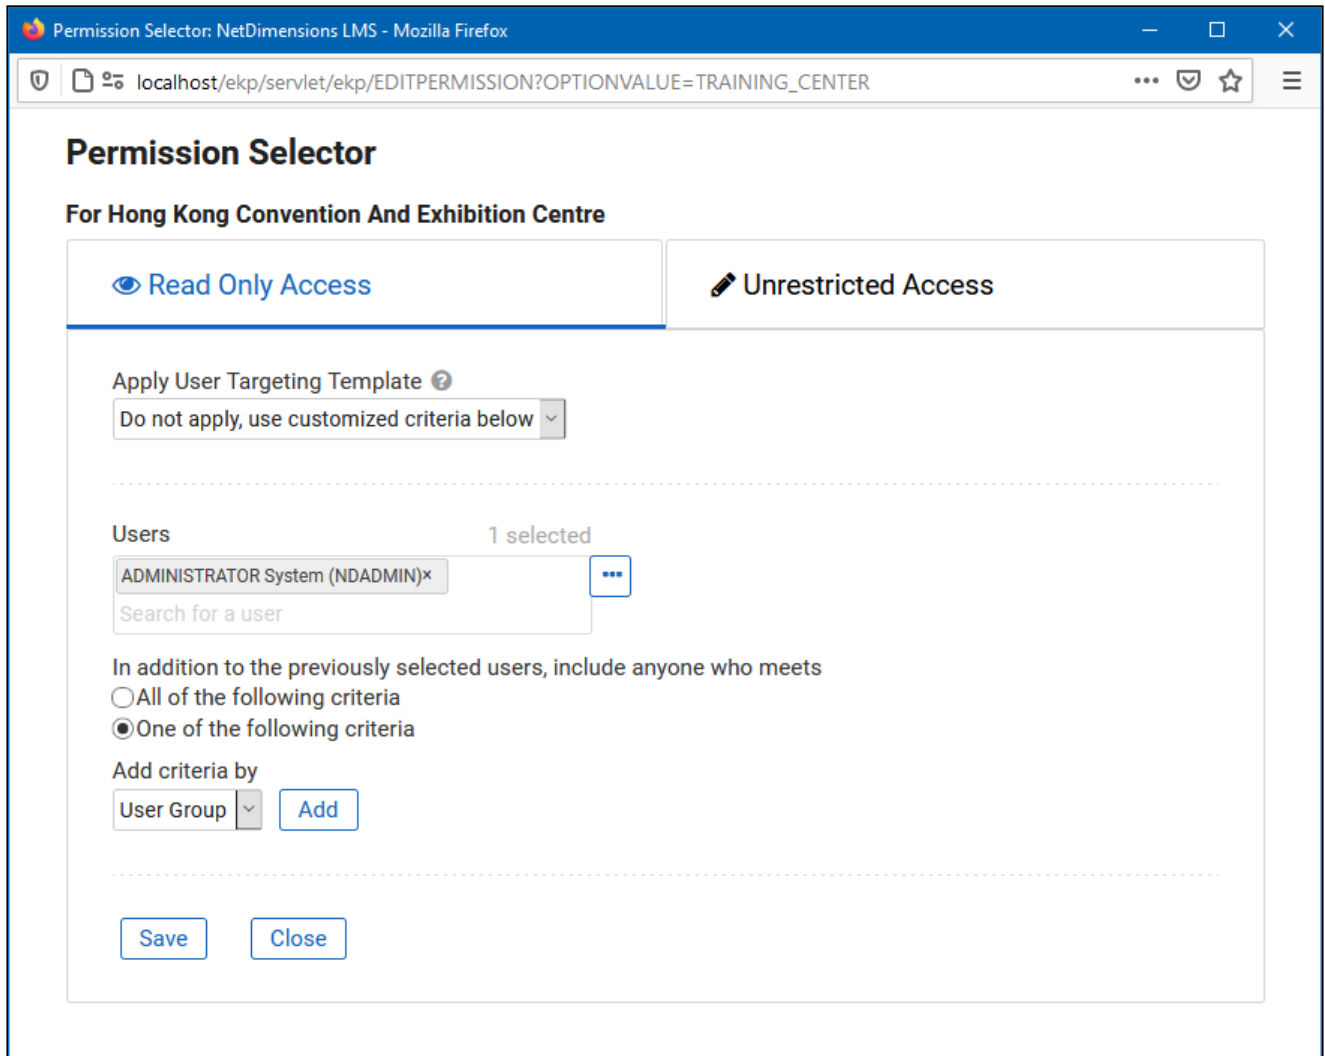 Permission Selector: NetDimensions LMS - Mozilla Firefox
localhost/ekp/servlet/ekp/EDITPERMISSION?OPTIONVALUE=TRAINING_CENTER
Permission Selector
For Hong Kong Convention And Exhibition Centre
Read Only Access
Unrestricted Access
Apply User Targeting Template
Do not apply, use customized criteria below
Users
1 selected
ADMINISTRATOR System (NDADMIN)×
Search for a user
In addition to the previously selected users, include anyone who meets
All of the following criteria
One of the following criteria
Add criteria by
User Group
Add
Save
Close